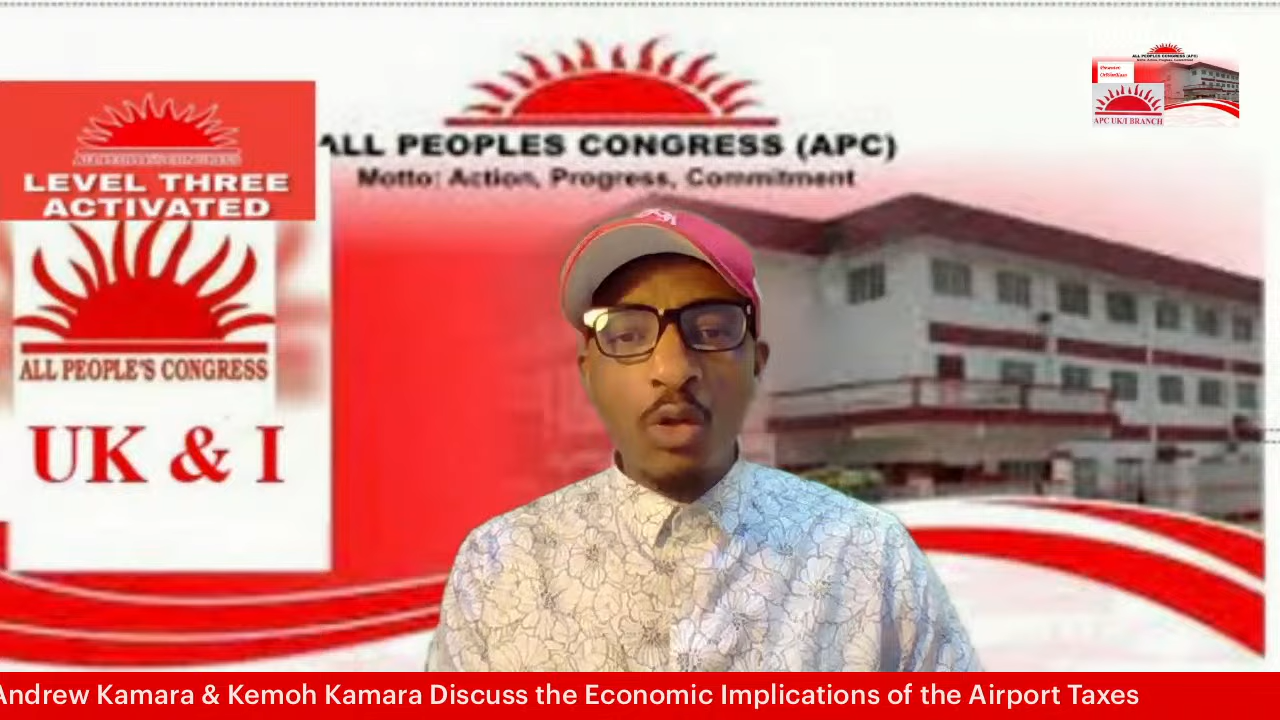 ALL PEOPLES CONGRESS (APC)
Motto: Action, Progress, Commitment
LEVEL THREE
ACTIVATED
ALL PEOPLE'S CONGRESS
UK & I
APC UK/I BRANCH
Andrew Kamara & Kemoh Kamara Discuss the Economic Implications of the Airport Taxes